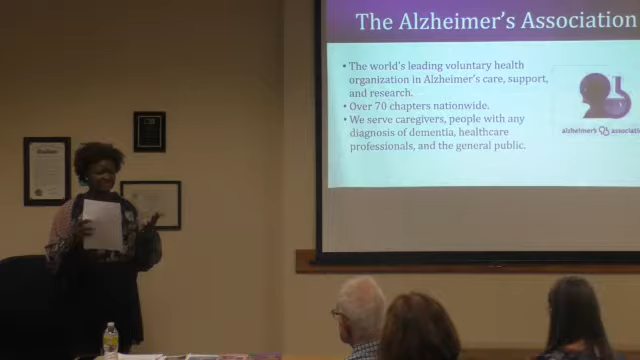 The Alzheimer's Association
• The world's leading voluntary health
organization in Alzheimer's care, support,
and research.
• Over 70 chapters nationwide.
• We serve caregivers, people with any
diagnosis of dementia, healthcare
professionals, and the general public.
alzheimer's associati